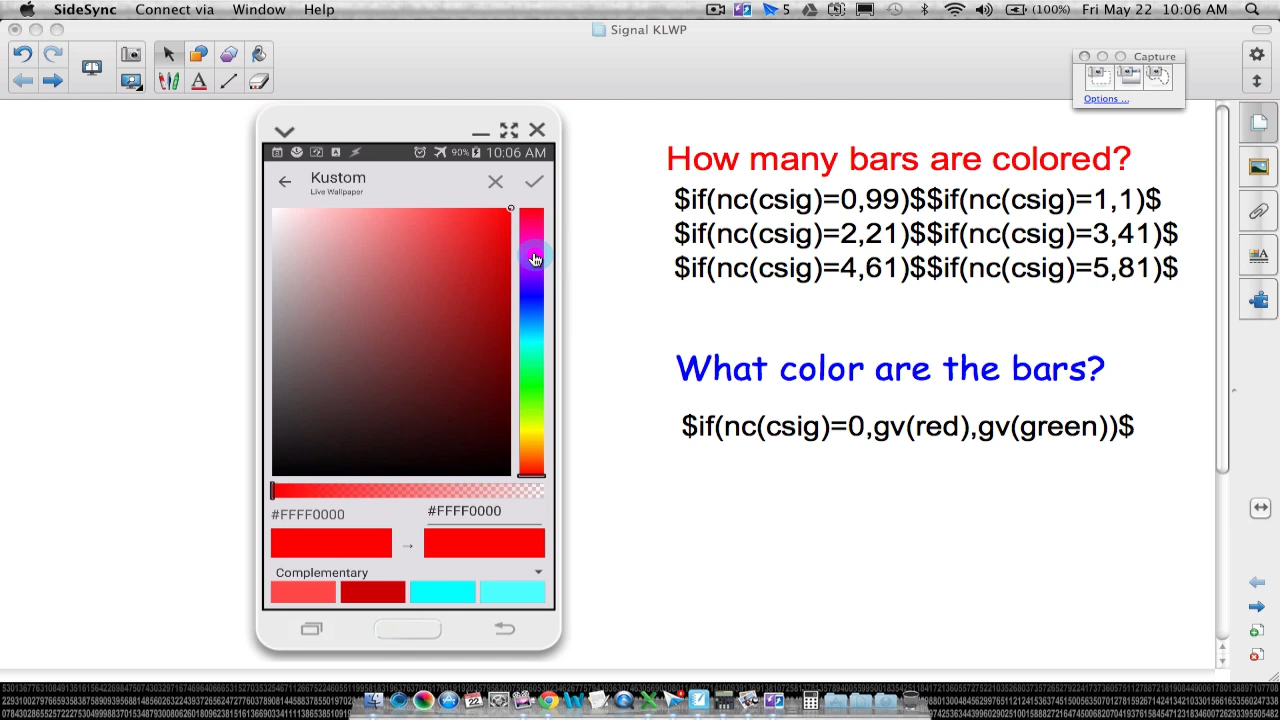 SideSync Connect via Window Help
5 (100%) Fri May 22 10:06 AM
Signal KLWP
Capture
Options ...
90% 10:06 AM
Kustom
Live Wallpaper
#FFFF0000
#FFFF0000
Complementary
How many bars are colored?
$if(nc(csig)=0,99)$$if(nc(csig)=1,1)$
$if(nc(csig)=2,21)$$if(nc(csig)=3,41)$
$if(nc(csig)=4,61)$$if(nc(csig)=5,81)$
What color are the bars?
$if(nc(csig)=0,gv(red),gv(green))$